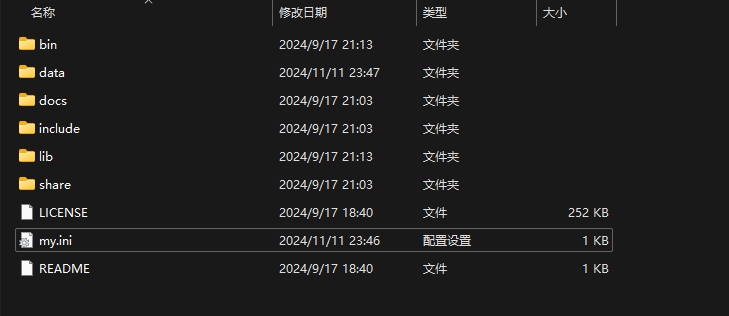 名称 修改日期 类型 大小
bin 2024/9/17 21:13 文件夹
data 2024/11/11 23:47 文件夹
docs 2024/9/17 21:03 文件夹
include 2024/9/17 21:03 文件夹
lib 2024/9/17 21:13 文件夹
share 2024/9/17 21:03 文件夹
LICENSE 2024/9/17 18:40 文件 252 KB
my.ini 2024/11/11 23:46 配置设置 1 KB
README 2024/9/17 18:40 文件 1 KB